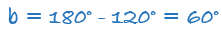 b = 180° - 120° = 60°